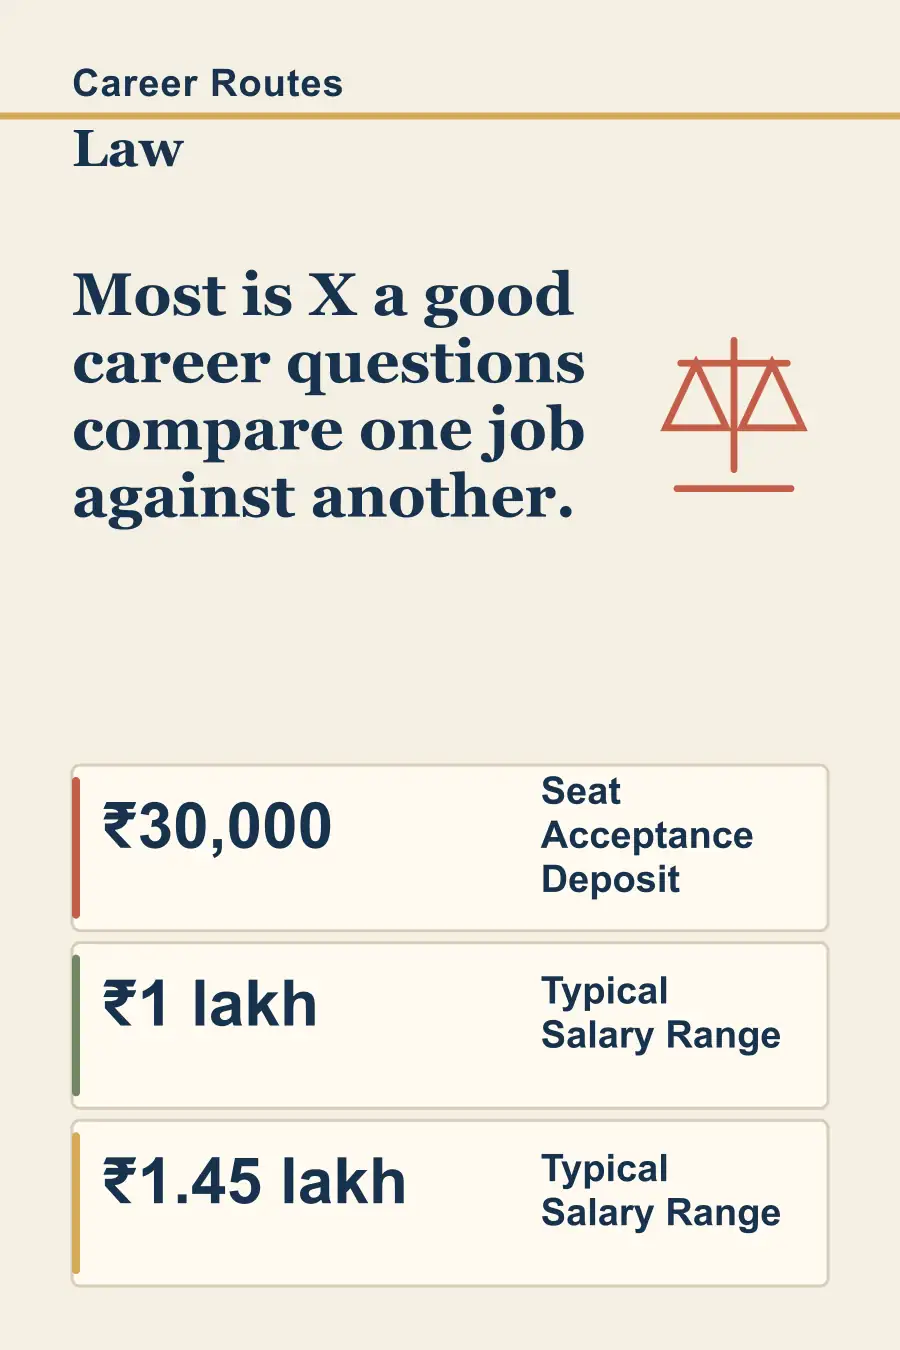 Career Routes
Law
Most is X a good
career questions
compare one job
against another.
₹30,000
Seat
Acceptance
Deposit
₹1 lakh
Typical
Salary Range
₹1.45 lakh
Typical
Salary Range